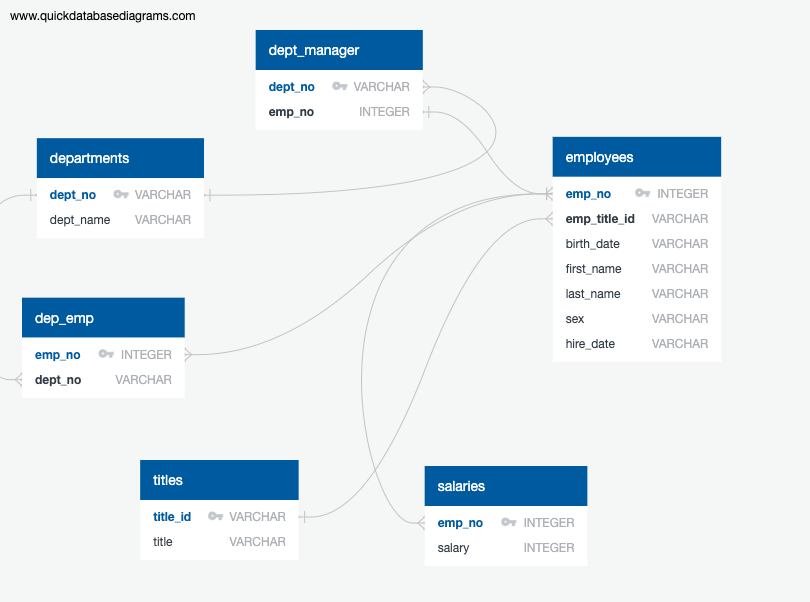 www.quickdatabasediagrams.com
dept_manager
dept_no VARCHAR
emp_no INTEGER
departments
dept_no VARCHAR
dept_name VARCHAR
employees
emp_no INTEGER
emp_title_id VARCHAR
birth_date VARCHAR
first_name VARCHAR
last_name VARCHAR
sex VARCHAR
hire_date VARCHAR
dep_emp
emp_no INTEGER
dept_no VARCHAR
titles
title_id VARCHAR
title VARCHAR
salaries
emp_no INTEGER
salary INTEGER